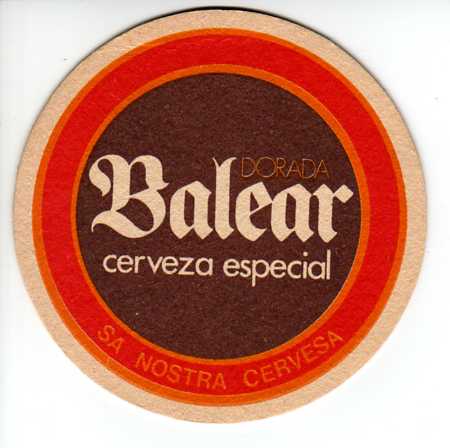 DORADA
Balear
cerveza especial
SA NOSTRA CERVESA